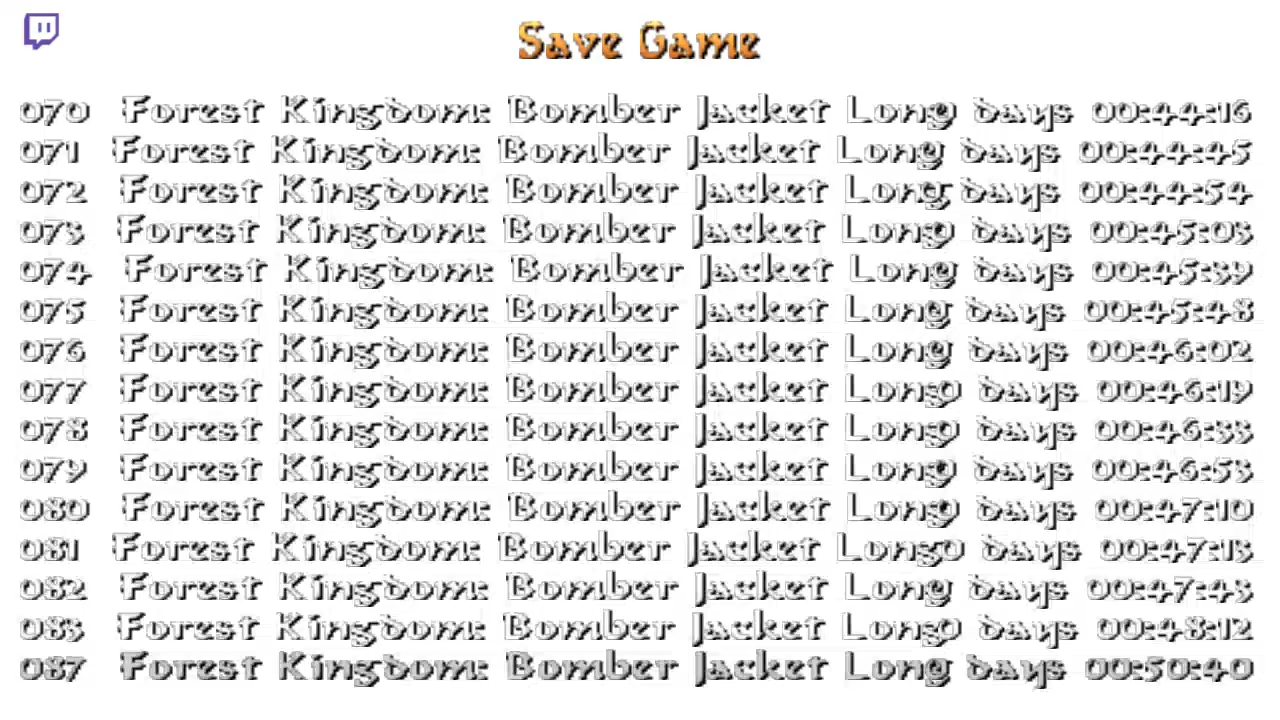 Save Game
070 Forest Kingdom: Bomber Jacket Long days 00:44:16
071 Forest Kingdom: Bomber Jacket Long days 00:44:45
072 Forest Kingdom: Bomber Jacket Long days 00:44:54
073 Forest Kingdom: Bomber Jacket Long days 00:45:03
074 Forest Kingdom: Bomber Jacket Long days 00:45:39
075 Forest Kingdom: Bomber Jacket Long days 00:45:48
076 Forest Kingdom: Bomber Jacket Long days 00:46:02
077 Forest Kingdom: Bomber Jacket Longo days 00:46:19
078 Forest Kingdom: Bomber Jacket Longo days 00:46:33
079 Forest Kingdom: Bomber Jacket Long days 00:46:53
080 Forest Kingdom: Bomber Jacket Long days 00:47:10
081 Forest Kingdom: Bomber Jacket Longo days 00:47:13
082 Forest Kingdom: Bomber Jacket Long days 00:47:43
083 Forest Kingdom: Bomber Jacket Longo days 00:48:12
087 Forest Kingdom: Bomber Jacket Long days 00:50:40